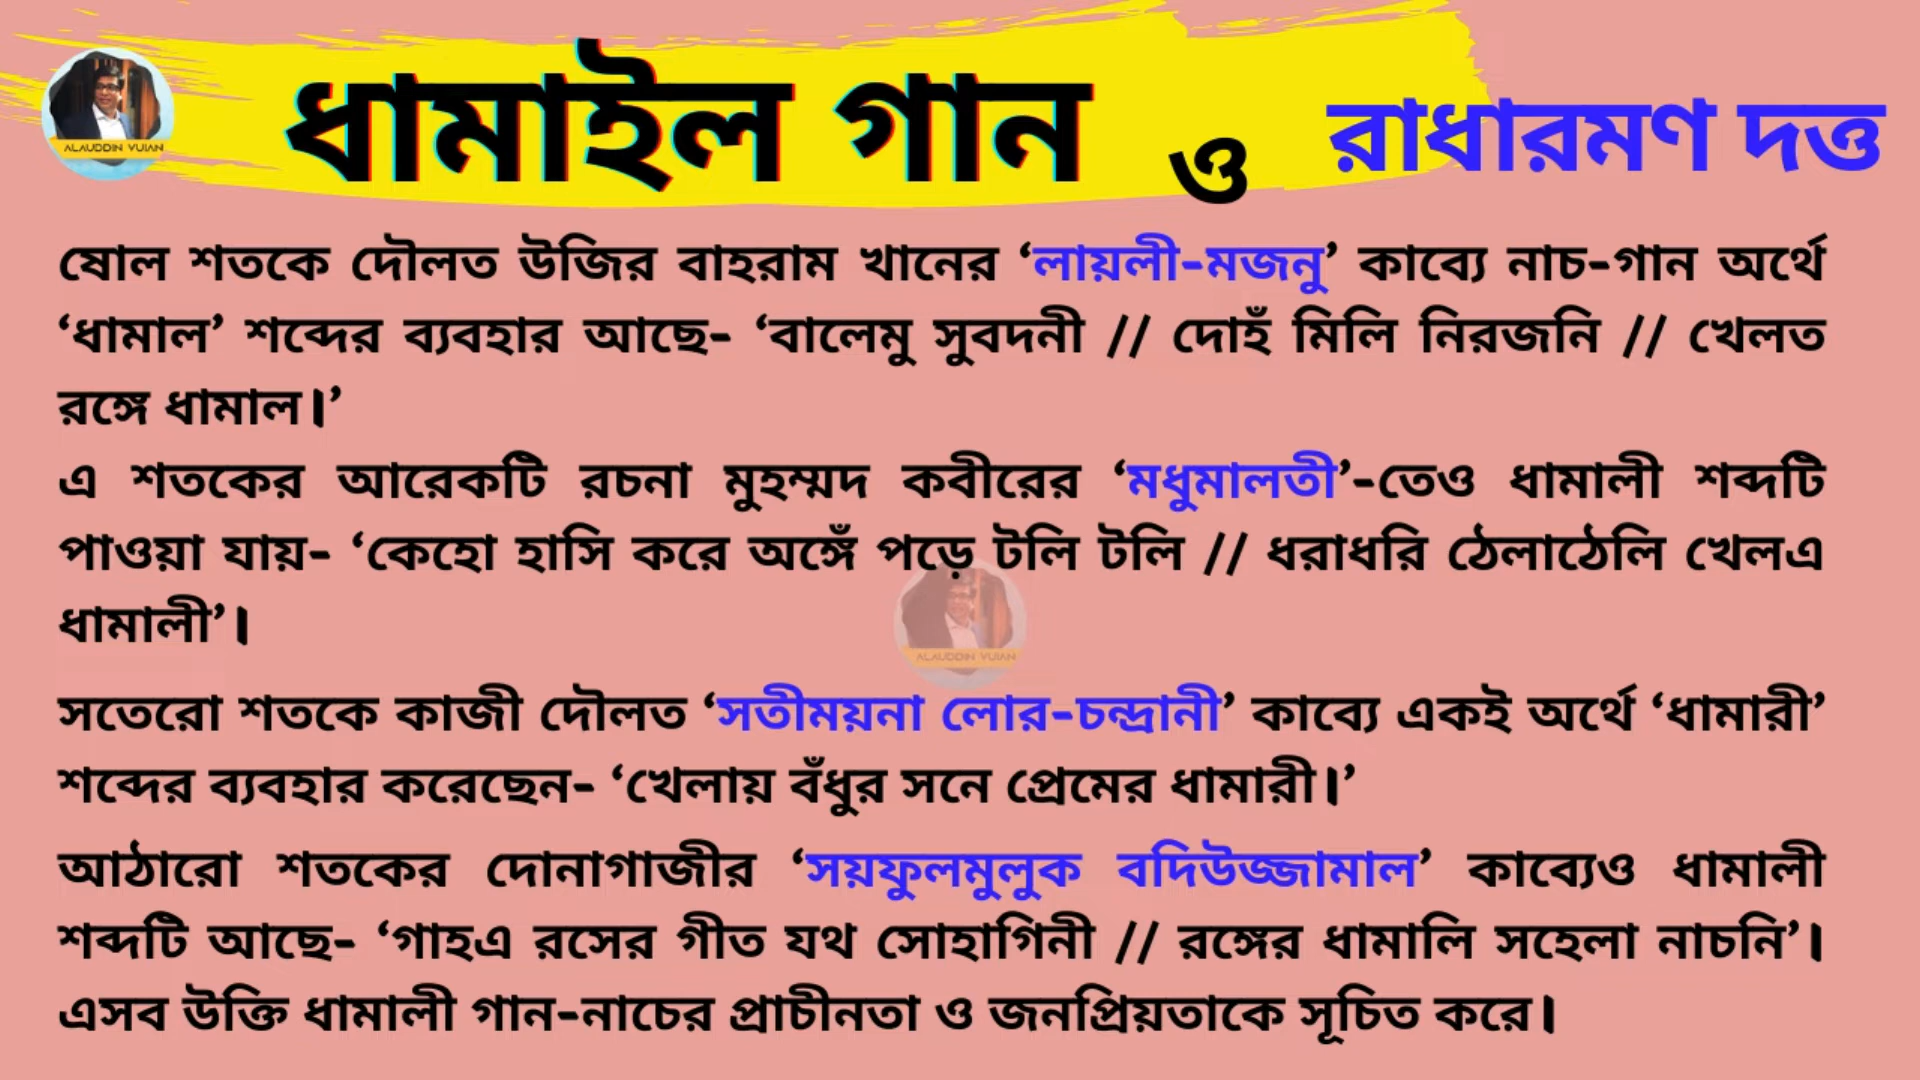 ধামাইল গান ও রাধারমণ দত্ত
ALAUDDIN VUIAN
ষোল শতকে দৌলত উজির বাহরাম খানের ‘লায়লী-মজনু’ কাব্যে নাচ-গান অর্থে
‘ধামাল’ শব্দের ব্যবহার আছে- ‘বালেমু সুবদনী // দোহঁ মিলি নিরজনি // খেলত
রঙ্গে ধামাল।’
এ শতকের আরেকটি রচনা মুহম্মদ কবীরের ‘মধুমালতী’-তেও ধামালী শব্দটি
পাওয়া যায়- ‘কেহো হাসি করে অঙ্গেঁ পড়ে টলি টলি // ধরাধরি ঠেলাঠেলি খেলএ
ধামালী’।
ALAUDDIN VUIAN
সতেরো শতকে কাজী দৌলত ‘সতীময়না লোর-চন্দ্রানী’ কাব্যে একই অর্থে ‘ধামারী’
শব্দের ব্যবহার করেছেন- ‘খেলায় বঁধুর সনে প্রেমের ধামারী।’
আঠারো শতকের দোনাগাজীর ‘সয়ফুলমুলুক বদিউজ্জামাল’ কাব্যেও ধামালী
শব্দটি আছে- ‘গাহএ রসের গীত যথ সোহাগিনী // রঙ্গের ধামালি সহেলা নাচনি’।
এসব উক্তি ধামালী গান-নাচের প্রাচীনতা ও জনপ্রিয়তাকে সূচিত করে।